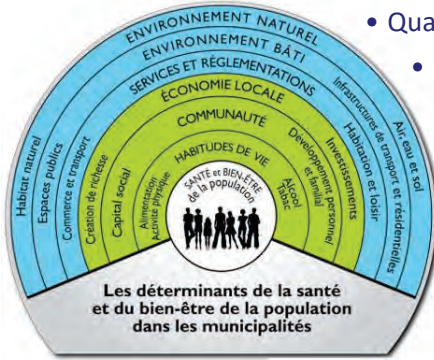 • Qua
•
ENVIRONNEMENT NATUREL
ENVIRONNEMENT BÂTI
SERVICES ET RÈGLEMENTATIONS
ÉCONOMIE LOCALE
COMMUNAUTÉ
HABITUDES DE VIE
SANTÉ et BIEN-ÊTRE
de la population
Habitat naturel
Espaces publics
Commerce et transport
Création de richesse
Capital social
Alimentation
Activité physique
Alcool
Tabac
Développement personnel
et familial
Investissements
Habitation et loisir
Infrastructures de transport et résidentielles
Air, eau et sol
Les déterminants de la santé
et du bien-être de la population
dans les municipalités